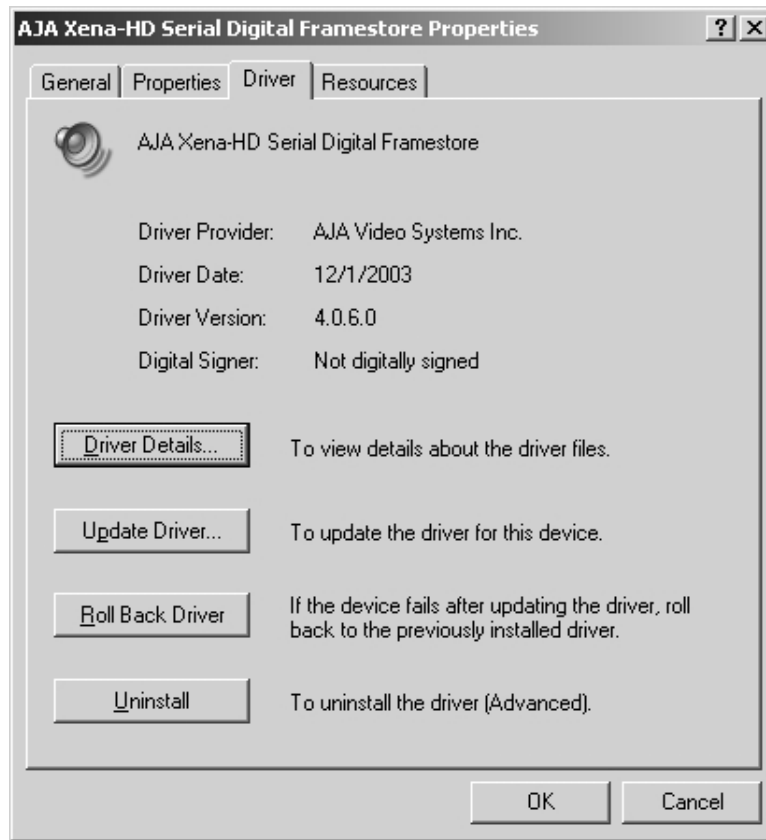 AJA Xena-HD Serial Digital Framestore Properties
? X
General Properties Driver Resources
AJA Xena-HD Serial Digital Framestore
Driver Provider: AJA Video Systems Inc.
Driver Date: 12/1/2003
Driver Version: 4.0.6.0
Digital Signer: Not digitally signed
Driver Details... To view details about the driver files.
Update Driver... To update the driver for this device.
Roll Back Driver If the device fails after updating the driver, roll
back to the previously installed driver.
Uninstall To uninstall the driver (Advanced).
OK Cancel